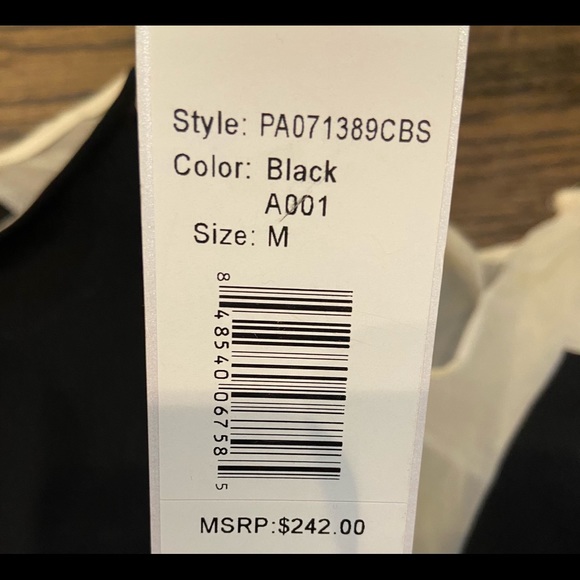 Style: PA071389CBS
Color: Black
A001
Size: M
8 48540 06758 5
MSRP:$242.00